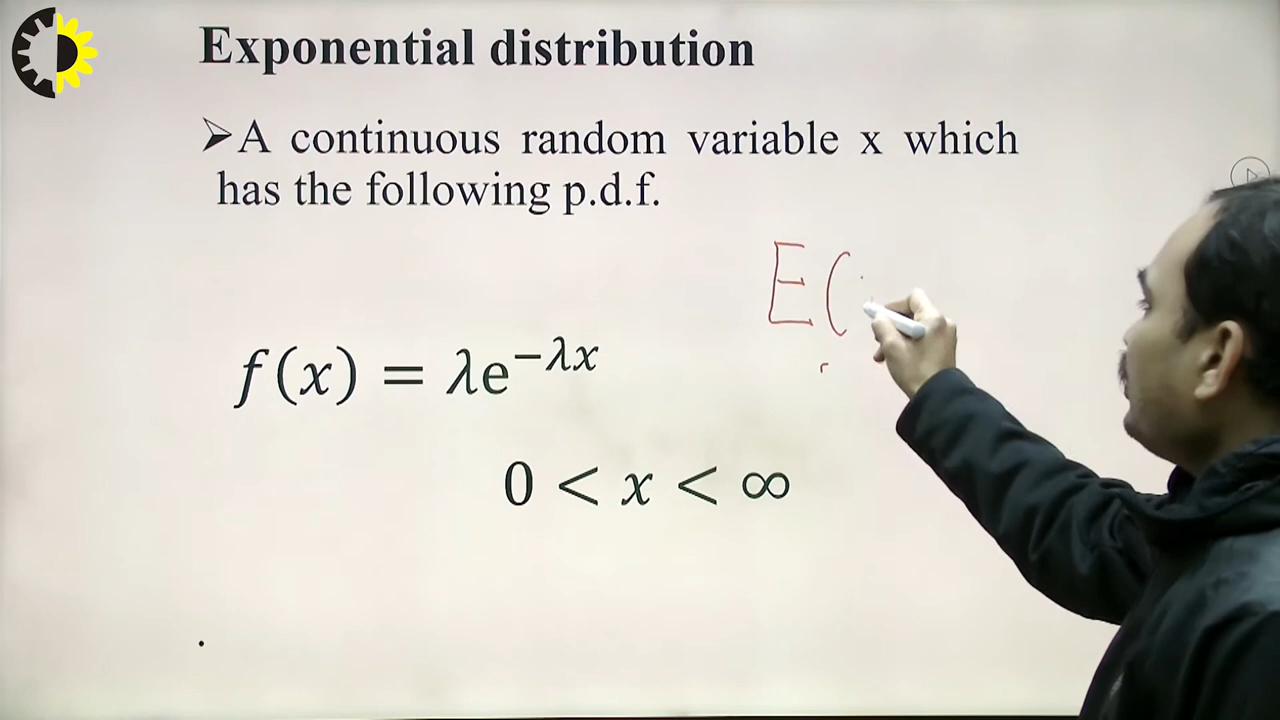 Exponential distribution
➤A continuous random variable x which
has the following p.d.f.
E(
f(x) = λe^{-λx}
0 < x < ∞